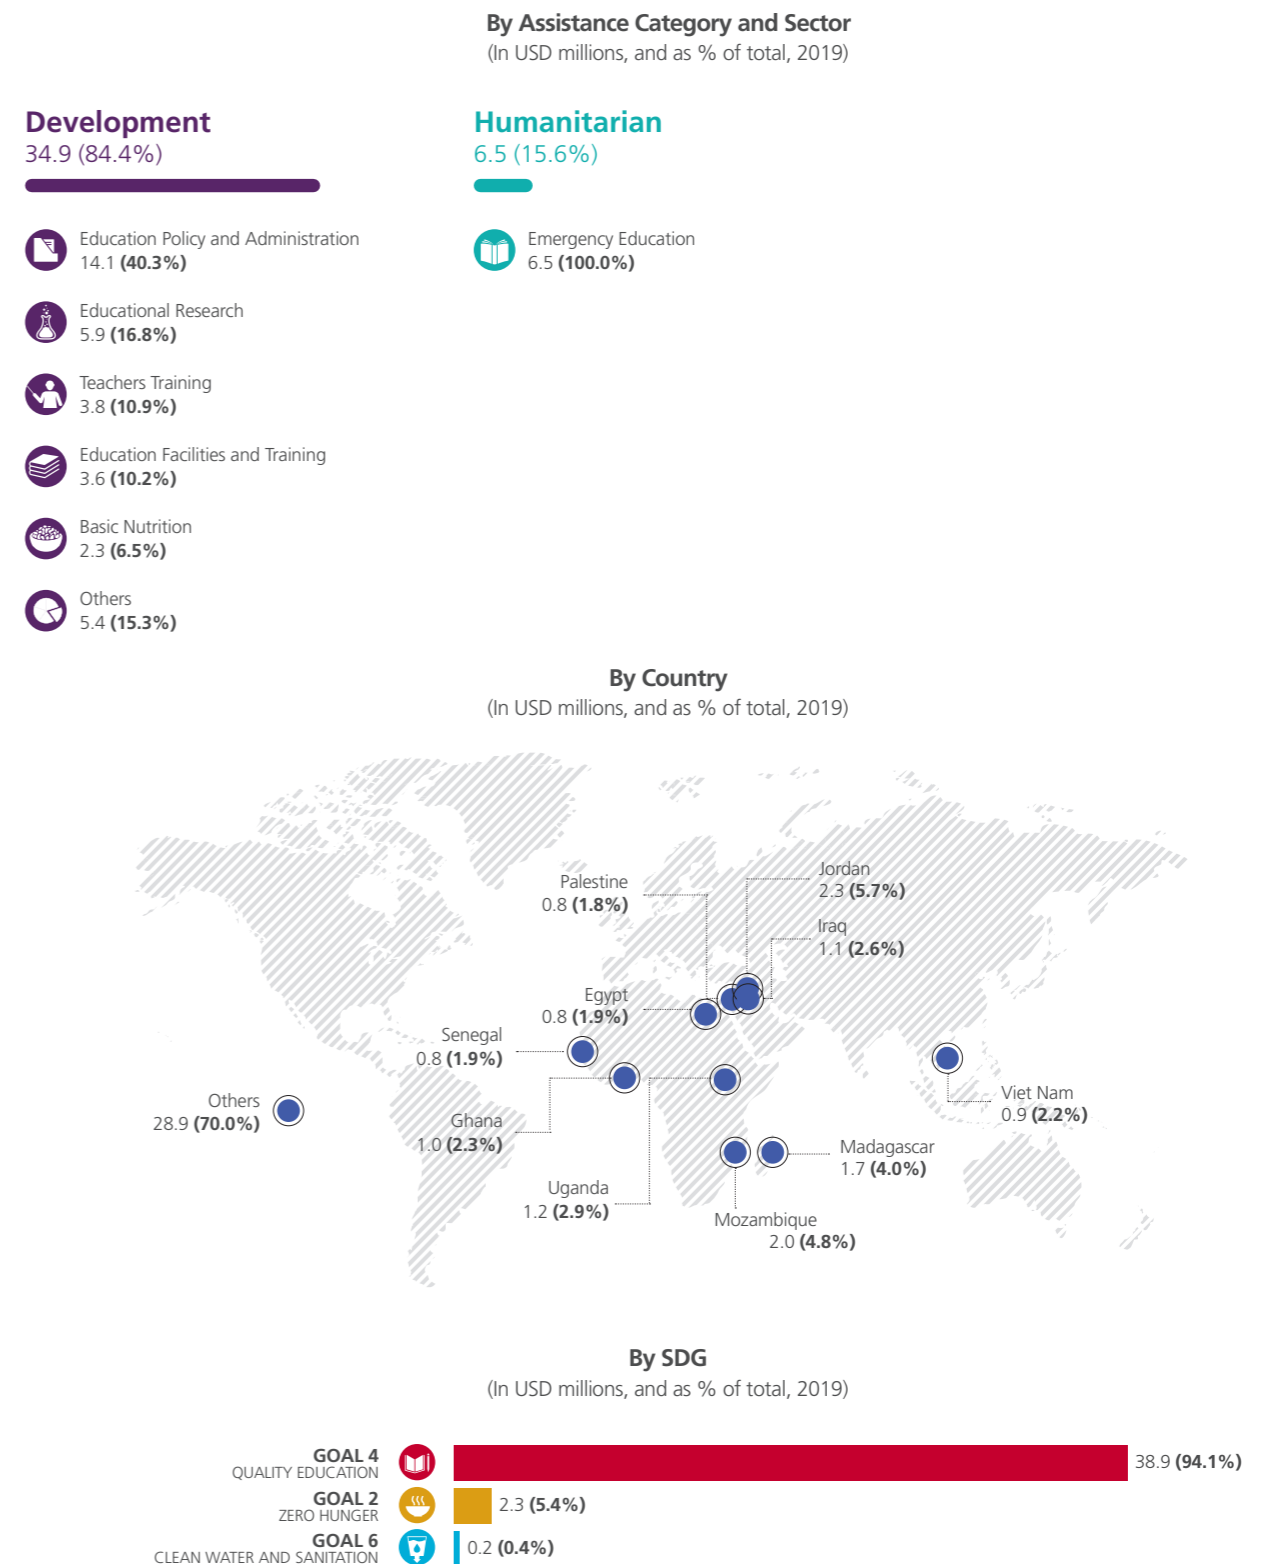 By Assistance Category and Sector
(In USD millions, and as % of total, 2019)
Development
34.9 (84.4%)
Education Policy and Administration
14.1 (40.3%)
Educational Research
5.9 (16.8%)
Teachers Training
3.8 (10.9%)
Education Facilities and Training
3.6 (10.2%)
Basic Nutrition
2.3 (6.5%)
Others
5.4 (15.3%)
Humanitarian
6.5 (15.6%)
Emergency Education
6.5 (100.0%)
By Country
(In USD millions, and as % of total, 2019)
Jordan
2.3 (5.7%)
Palestine
0.8 (1.8%)
Iraq
1.1 (2.6%)
Egypt
0.8 (1.9%)
Senegal
0.8 (1.9%)
Others
28.9 (70.0%)
Ghana
1.0 (2.3%)
Viet Nam
0.9 (2.2%)
Madagascar
1.7 (4.0%)
Uganda
1.2 (2.9%)
Mozambique
2.0 (4.8%)
By SDG
(In USD millions, and as % of total, 2019)
GOAL 4
QUALITY EDUCATION
38.9 (94.1%)
GOAL 2
ZERO HUNGER
2.3 (5.4%)
GOAL 6
CLEAN WATER AND SANITATION
0.2 (0.4%)